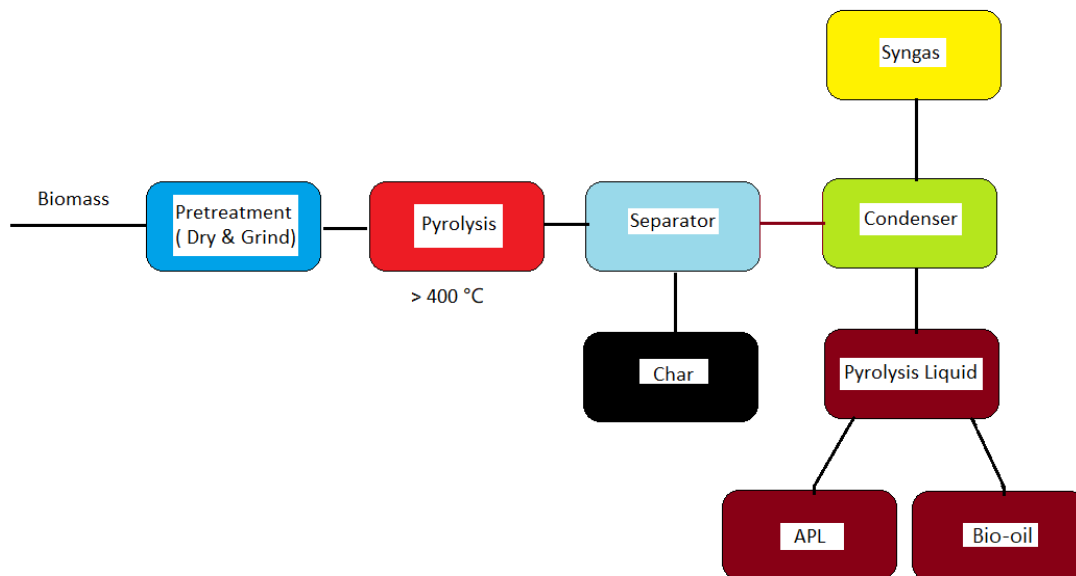 Syngas
Biomass
Pretreatment
( Dry & Grind)
Pyrolysis
Separator
Condenser
> 400 °C
Char
Pyrolysis Liquid
APL
Bio-oil